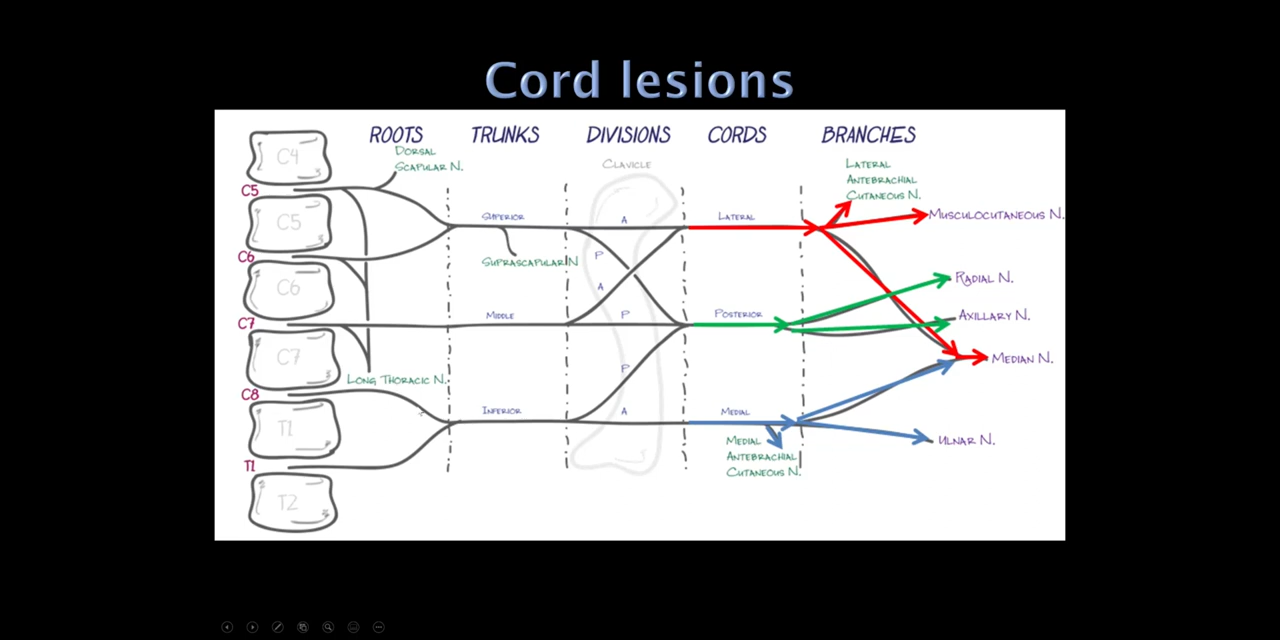 Cord lesions
ROOTS TRUNKS DIVISIONS CORDS BRANCHES
C4
DORSAL
SCAPULAR N.
CLAVICLE
LATERAL
ANTEBRACHIAL
CUTANEOUS N.
C5
SUPERIOR
A
LATERAL
MUSCULOCUTANEOUS N.
C5
C6
SUPRASCAPULAR N
P
C6
A
RADIAL N.
C7
MIDDLE
P
POSTERIOR
AXILLARY N.
C7
LONG THORACIC N.
P
MEDIAN N.
C8
INFERIOR
A
MEDIAL
T1
MEDIAL
ANTEBRACHIAL
CUTANEOUS N.
ULNAR N.
T1
T2